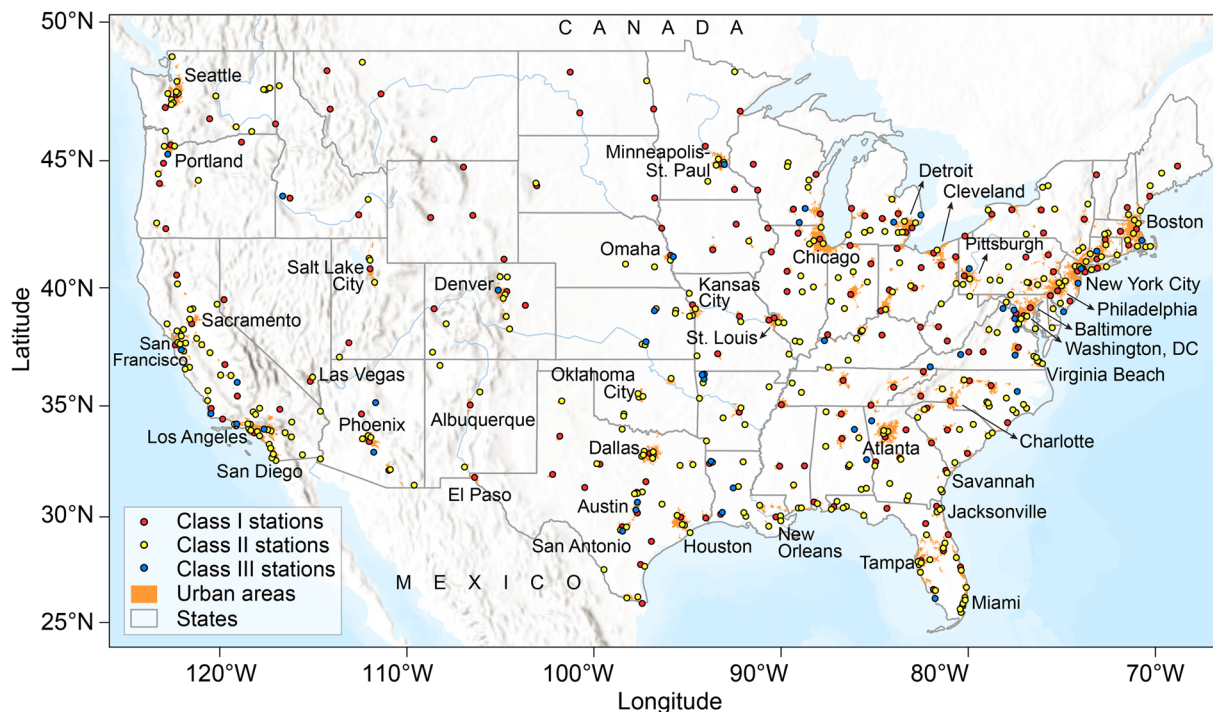 50°N
45°N
40°N
35°N
30°N
25°N
Latitude
C A N A D A
Seattle
Portland
Minneapolis-
St. Paul
Detroit
Cleveland
Boston
Pittsburgh
Chicago
Omaha
Salt Lake
City
Denver
Kansas
City
New York City
Philadelphia
Baltimore
Washington, DC
Sacramento
San
Francisco
St. Louis
Virginia Beach
Las Vegas
Oklahoma
City
Albuquerque
Phoenix
Los Angeles
San Diego
Dallas
Atlanta
Charlotte
Savannah
El Paso
Austin
Jacksonville
San Antonio
Houston
New
Orleans
Tampa
Miami
M E X I C O
Class I stations
Class II stations
Class III stations
Urban areas
States
120°W
110°W
100°W
90°W
80°W
70°W
Longitude